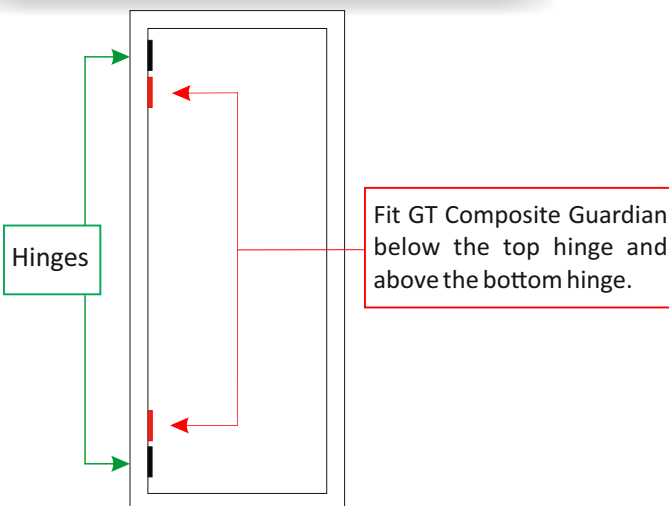 Hinges
Fit GT Composite Guardian
below the top hinge and
above the bottom hinge.